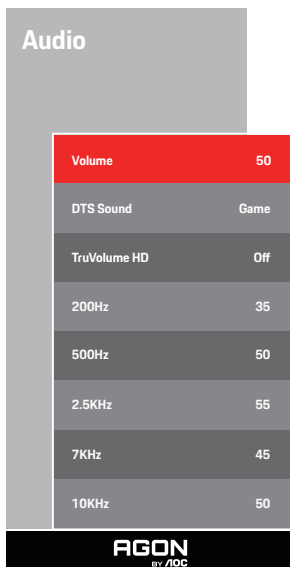 Audio
Volume 50
DTS Sound Game
TruVolume HD Off
200Hz 35
500Hz 50
2.5KHz 55
7KHz 45
10KHz 50
AGON
BY AOC